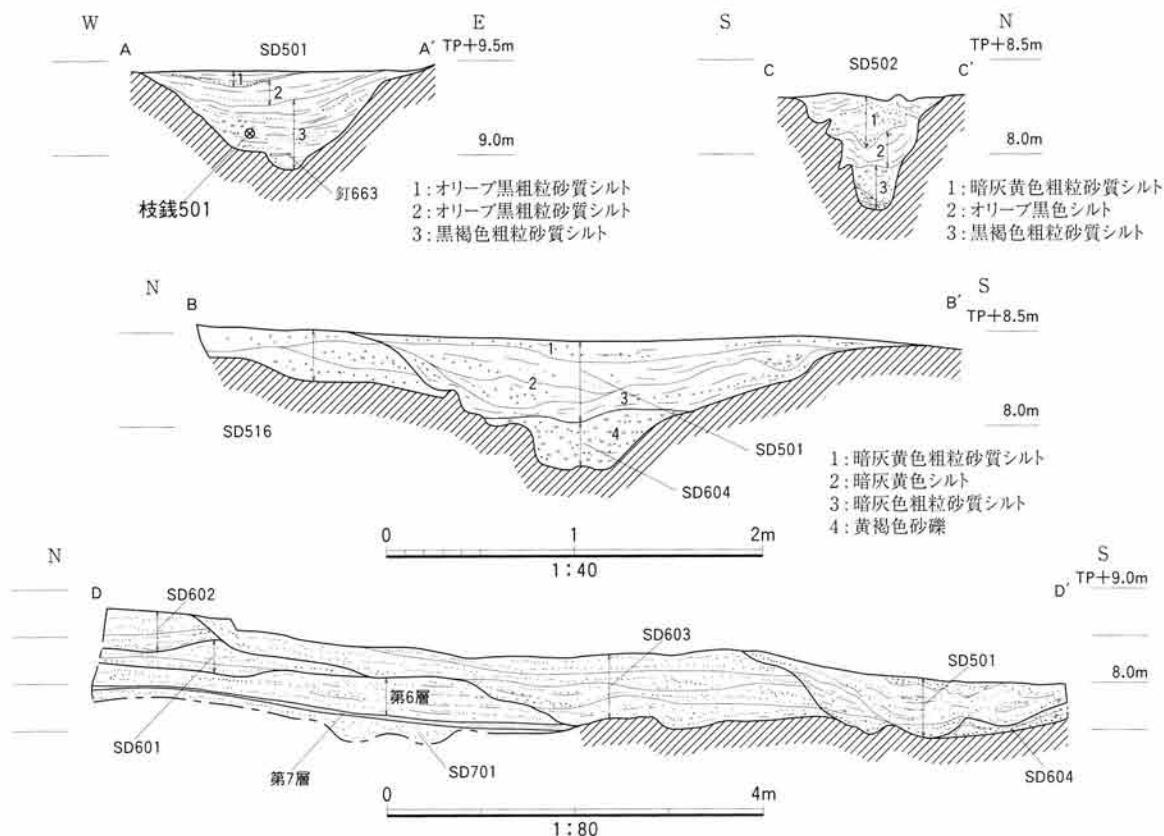 W
E
A
SD501
A′
TP+9.5m
1
2
3
9.0m
枝銭501
釘663
1：オリーブ黒粗粒砂質シルト
2：オリーブ黒粗粒砂質シルト
3：黒褐色粗粒砂質シルト
S
N
TP+8.5m
C
SD502
C′
1
2
3
8.0m
1：暗灰黄色粗粒砂質シルト
2：オリーブ黒色シルト
3：黒褐色粗粒砂質シルト
N
S
B
B′
TP+8.5m
1
2
3
4
8.0m
SD516
SD501
SD604
1：暗灰黄色粗粒砂質シルト
2：暗灰黄色シルト
3：暗灰色粗粒砂質シルト
4：黄褐色砂礫
0 1 2m
1：40
N
S
D
D′
TP+9.0m
SD602
SD603
SD501
8.0m
第6層
SD601
第7層
SD701
SD604
0 4m
1：80